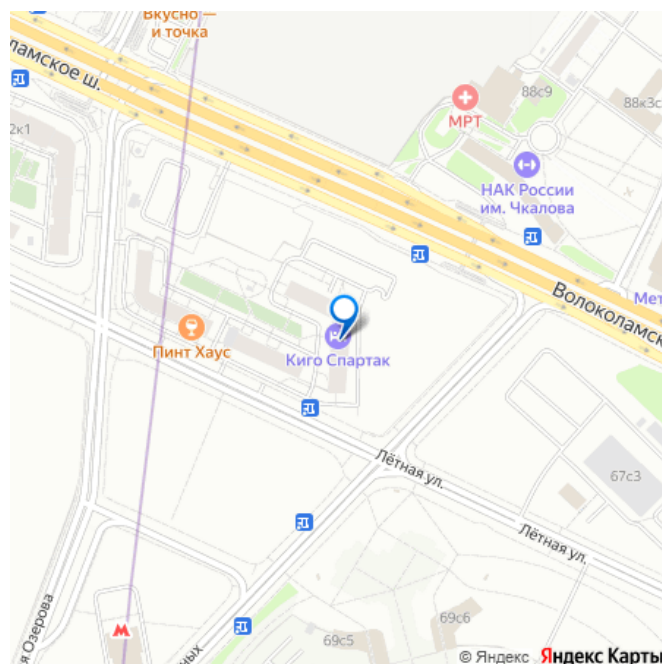 Вкусно —
и точка
ламское ш.
2к1
88с9
88к3с
МРТ
НАК России
им. Чкалова
Волоколамск
Мет
Пинт Хаус
Киго Спартак
Лётная ул.
67с3
Лётная ул.
я Озерова
69с6
69с5
ных
© Яндекс Яндекс Карты